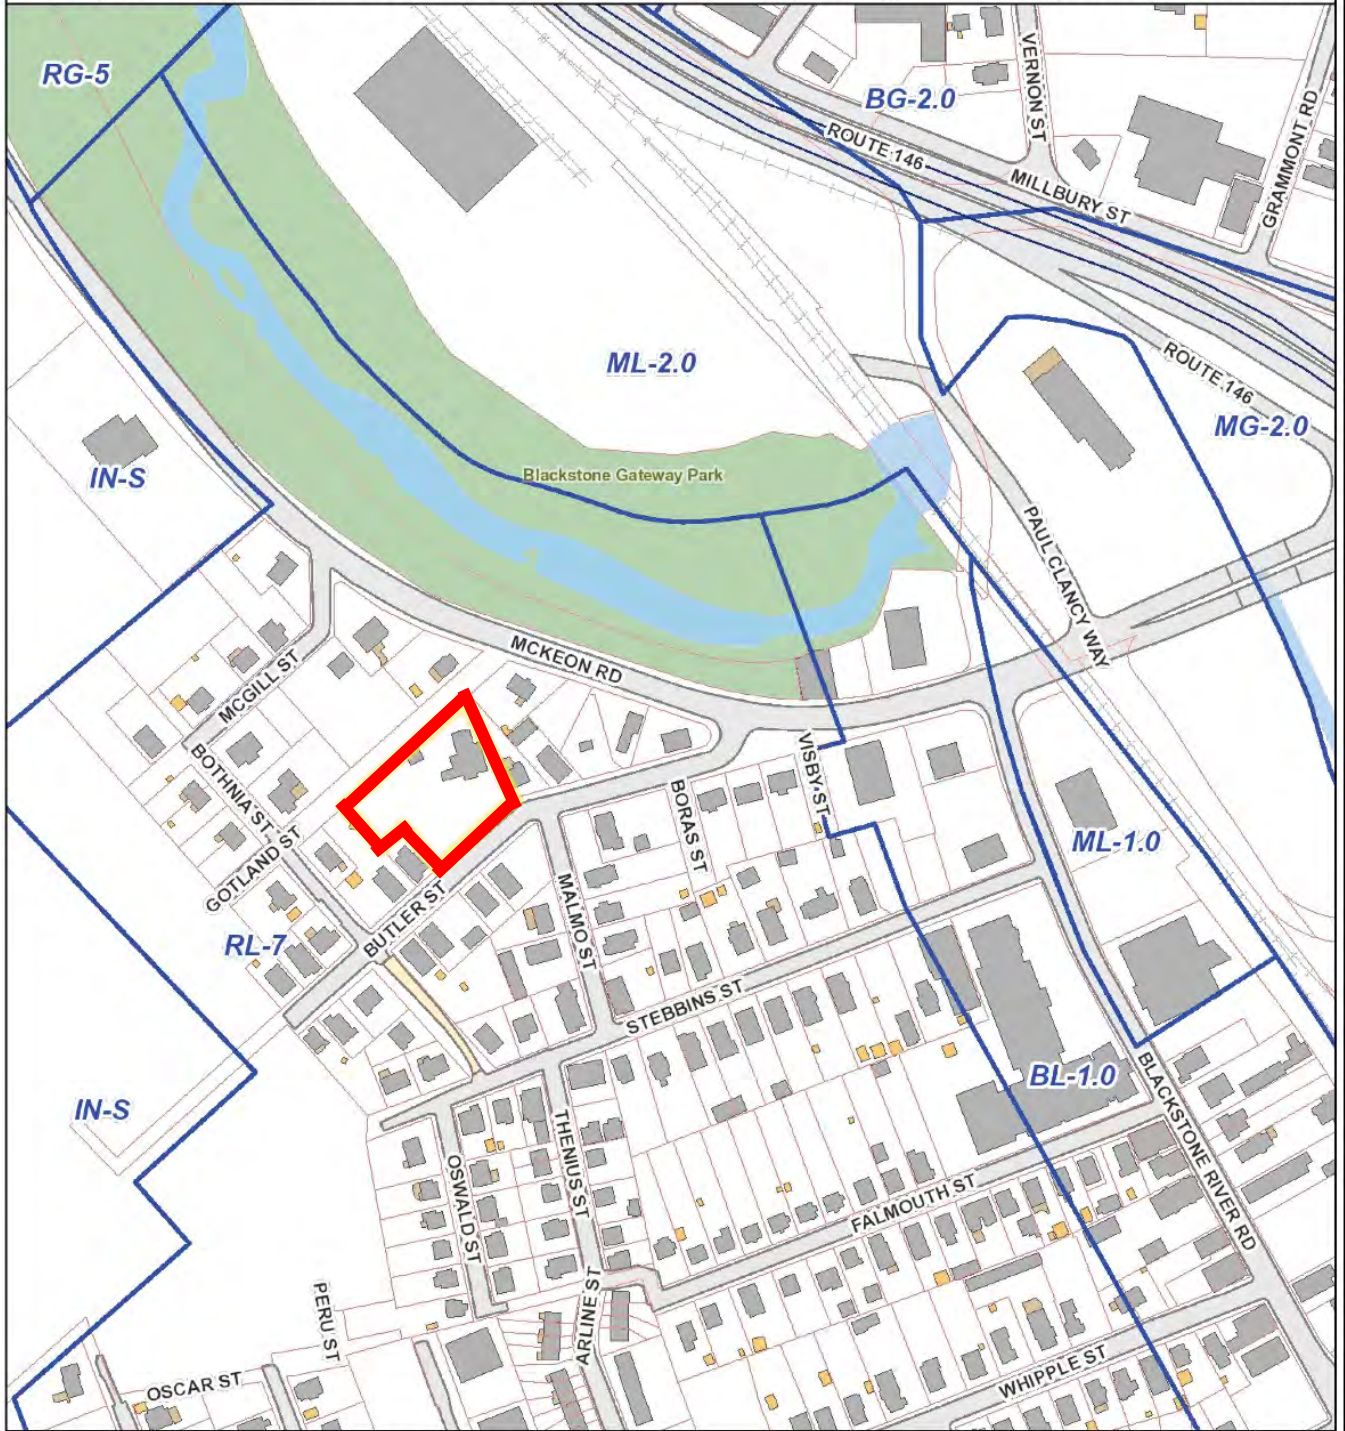 VERNON ST
RG-5
BG-2.0
GRAMMONT RD
ROUTE 146
MILLBURY ST
ML-2.0
ROUTE 146
MG-2.0
IN-S
Blackstone Gateway Park
PAUL CLANCY WAY
MCKEON RD
MCGILL ST
BOTHNIA ST
VISBY ST
BORAS ST
ML-1.0
GOTLAND ST
MALMO ST
BUTLER ST
RL-7
STEBBINS ST
BL-1.0
IN-S
BLACKSTONE RIVER RD
THENIUS ST
OSWALD ST
FALMOUTH ST
PERU ST
ARLINE ST
OSCAR ST
WHIPPLE ST